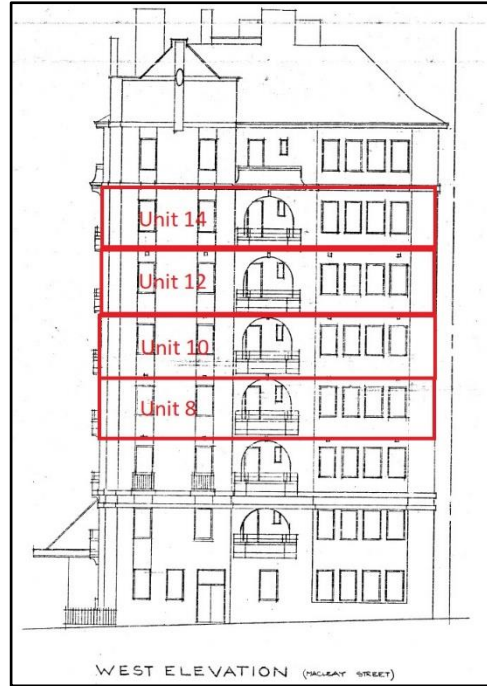 Unit 14
Unit 12
Unit 10
Unit 8
WEST ELEVATION (MACLEAY STREET)